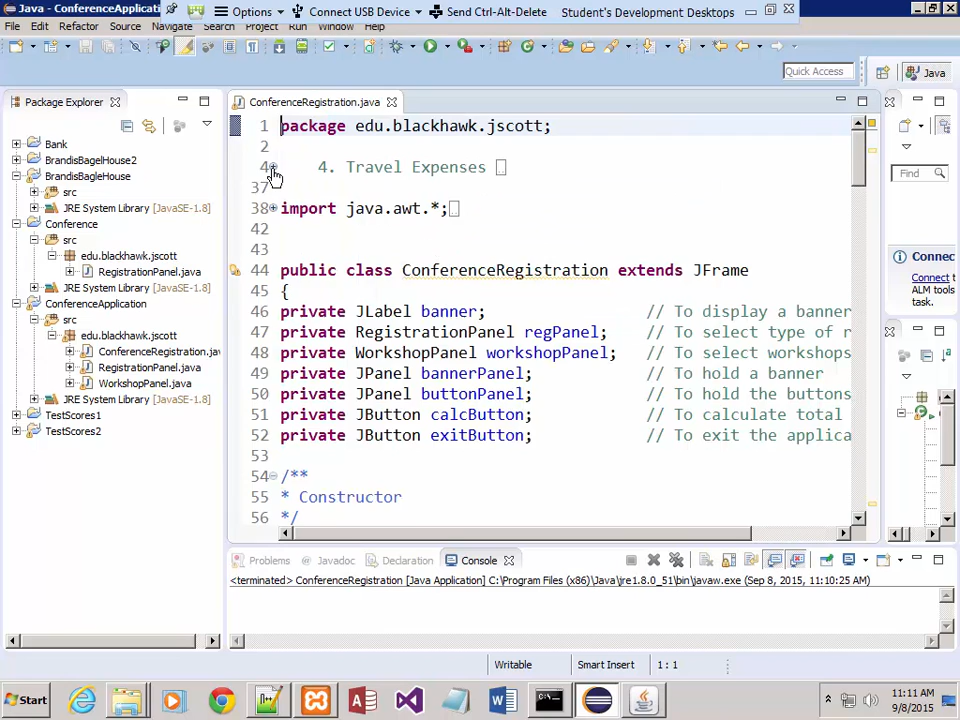 Java - ConferenceApplicatio
Options
Connect USB Device
Send Ctrl-Alt-Delete
Student's Development Desktops
File Edit Refactor Source Navigate Search Project Run Window Help
Quick Access
Java
Package Explorer
ConferenceRegistration.java
Bank
BrandisBagelHouse2
BrandisBagleHouse
src
JRE System Library [JavaSE-1.8]
Conference
src
edu.blackhawk.jscott
RegistrationPanel.java
JRE System Library [JavaSE-1.8]
ConferenceApplication
src
edu.blackhawk.jscott
ConferenceRegistration.jav
RegistrationPanel.java
WorkshopPanel.java
JRE System Library [JavaSE-1.8]
TestScores1
TestScores2
1 package edu.blackhawk.jscott;
2
4 4. Travel Expenses
37
38 import java.awt.*;
42
43
44 public class ConferenceRegistration extends JFrame
45 {
46 private JLabel banner; // To display a banner
47 private RegistrationPanel regPanel; // To select type of r
48 private WorkshopPanel workshopPanel; // To select workshops
49 private JPanel bannerPanel; // To hold a banner
50 private JPanel buttonPanel; // To hold the buttons
51 private JButton calcButton; // To calculate total
52 private JButton exitButton; // To exit the applica
53
54 /**
55 * Constructor
56 */
Find
Connec
Connect to
ALM tools
task.
Problems
Javadoc
Declaration
Console
<terminated> ConferenceRegistration [Java Application] C:\Program Files (x86)\Java\jre1.8.0_51\bin\javaw.exe (Sep 8, 2015, 11:10:25 AM)
Writable
Smart Insert
1 : 1
Start
11:11 AM
9/8/2015